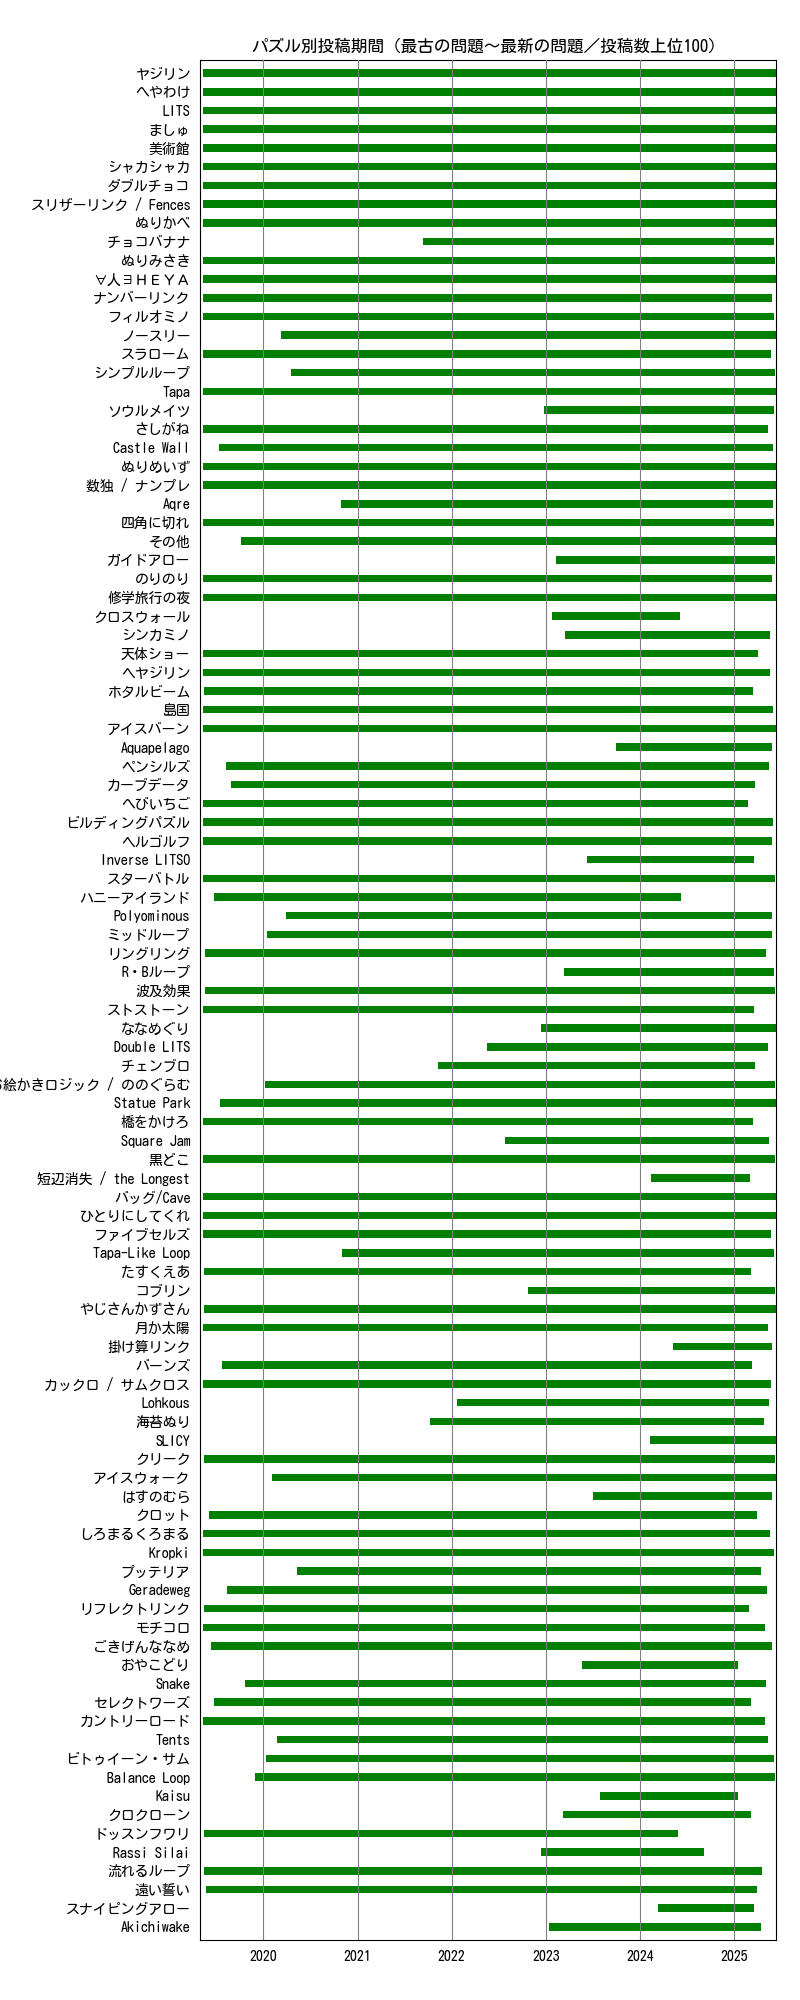 パズル別投稿期間（最古の問題～最新の問題／投稿数上位100）
ヤジリン
へやわけ
LITS
ましゅ
美術館
シャカシャカ
ダブルチョコ
スリザーリンク / Fences
ぬりかべ
チョコバナナ
ぬりみさき
∀人ヨＨＥＹＡ
ナンバーリンク
フィルオミノ
ノースリー
スラローム
シンプルループ
Tapa
ソウルメイツ
さしがね
Castle Wall
ぬりめいず
数独 / ナンプレ
Aqre
四角に切れ
その他
ガイドアロー
のりのり
修学旅行の夜
クロスウォール
シンカミノ
天体ショー
ヘヤジリン
ホタルビーム
島国
アイスバーン
Aquapelago
ペンシルズ
カーブデータ
へびいちご
ビルディングパズル
ヘルゴルフ
Inverse LITSO
スターバトル
ハニーアイランド
Polyominous
ミッドループ
リングリング
R・Bループ
波及効果
ストストーン
ななめぐり
Double LITS
チェンブロ
絵かきロジック / ののぐらむ
Statue Park
橋をかけろ
Square Jam
黒どこ
短辺消失 / the Longest
バッグ/Cave
ひとりにしてくれ
ファイブセルズ
Tapa-Like Loop
たすくえあ
コブリン
やじさんかずさん
月か太陽
掛け算リンク
バーンズ
カックロ / サムクロス
Lohkous
海苔ぬり
SLICY
クリーク
アイスウォーク
はすのむら
クロット
しろまるくろまる
Kropki
プッテリア
Geradeweg
リフレクトリンク
モチコロ
ごきげんななめ
おやこどり
Snake
セレクトワーズ
カントリーロード
Tents
ビトゥイーン・サム
Balance Loop
Kaisu
クロクローン
ドッスンフワリ
Rassi Silai
流れるループ
遠い誓い
スナイピングアロー
Akichiwake
2020 2021 2022 2023 2024 2025